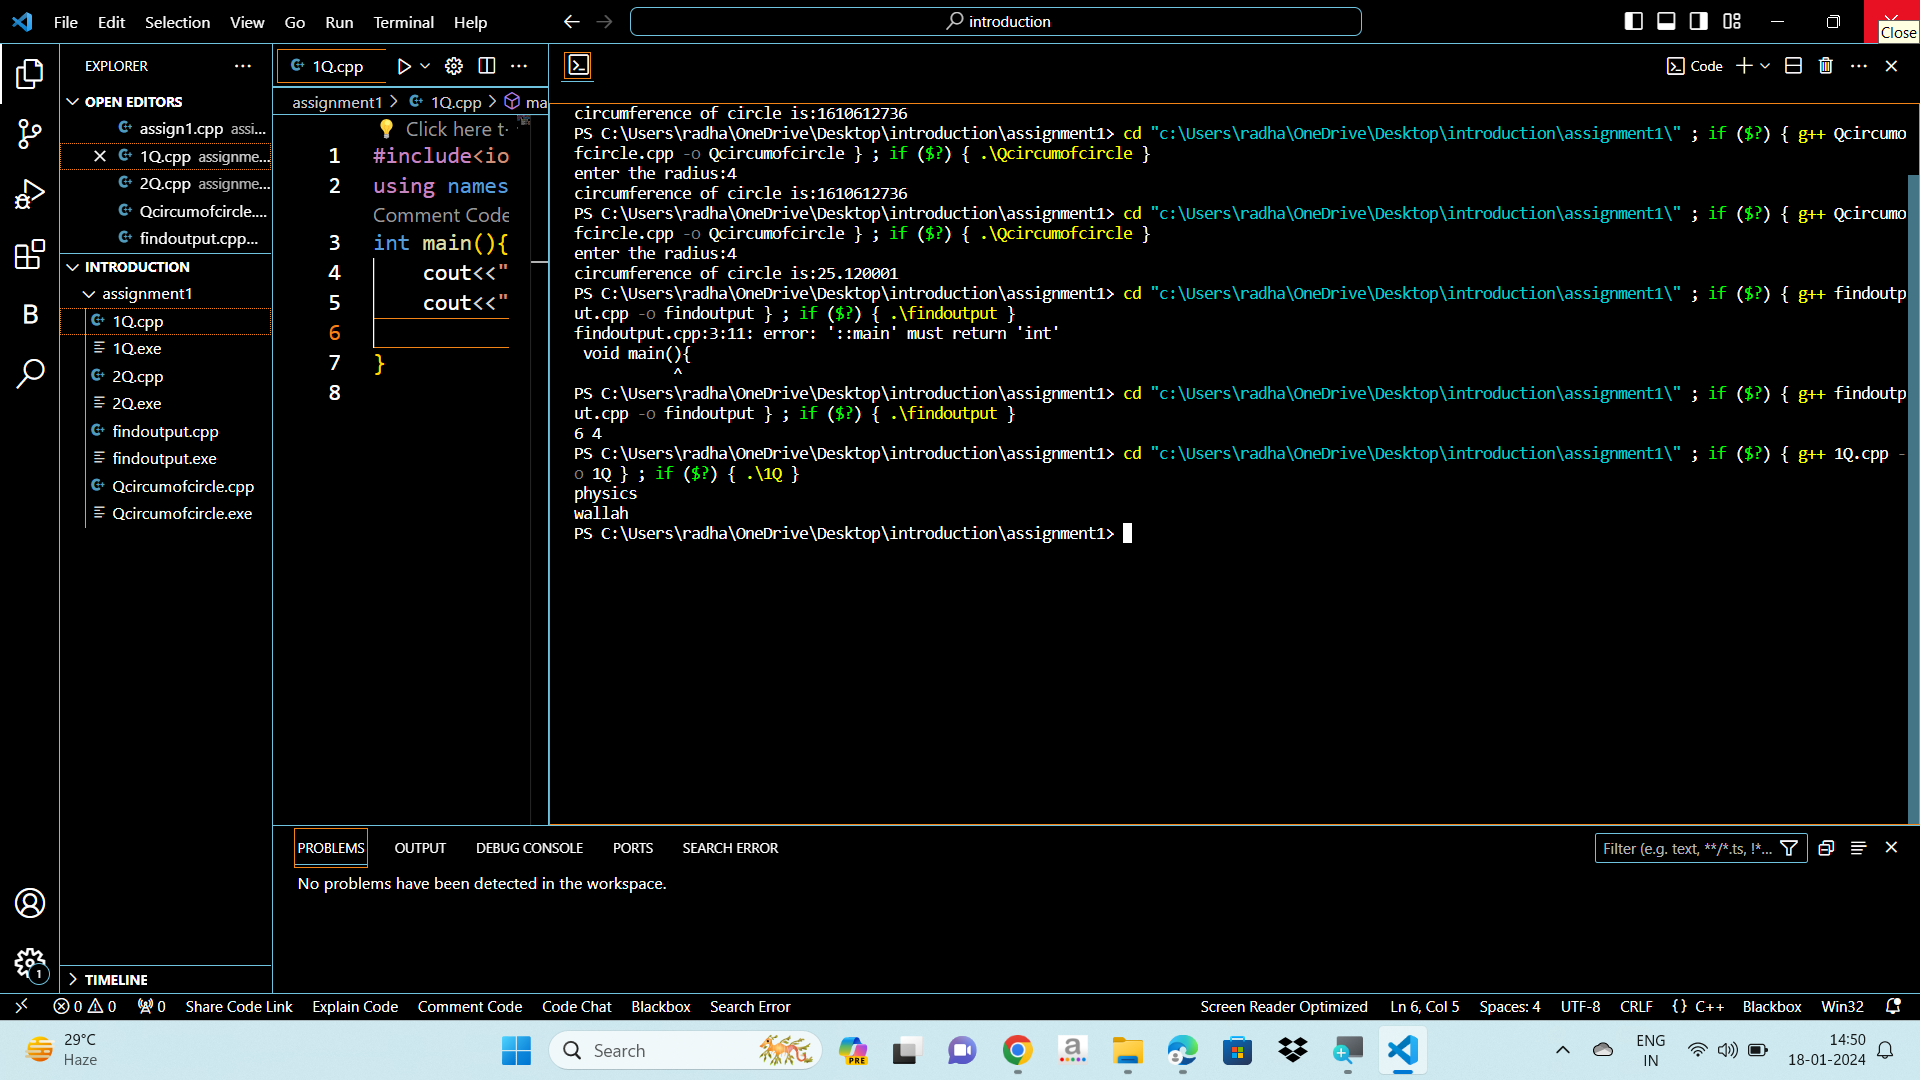 File Edit Selection View Go Run Terminal Help
introduction
Close
EXPLORER
OPEN EDITORS
assign1.cpp assi...
1Q.cpp assignme...
2Q.cpp assignme...
Qcircumofcircle....
findoutput.cpp...
INTRODUCTION
assignment1
1Q.cpp
1Q.exe
2Q.cpp
2Q.exe
findoutput.cpp
findoutput.exe
Qcircumofcircle.cpp
Qcircumofcircle.exe
TIMELINE
B
1
1Q.cpp
assignment1 > 1Q.cpp > ma
Click here t
1 #include<io
2 using names
Comment Code
3 int main(){
4 cout<<"
5 cout<<"
6
7 }
8
Code
circumference of circle is:1610612736
PS C:\Users\radha\OneDrive\Desktop\introduction\assignment1> cd "c:\Users\radha\OneDrive\Desktop\introduction\assignment1\" ; if ($?) { g++ Qcircumo
fcircle.cpp -o Qcircumofcircle } ; if ($?) { .\Qcircumofcircle }
enter the radius:4
circumference of circle is:1610612736
PS C:\Users\radha\OneDrive\Desktop\introduction\assignment1> cd "c:\Users\radha\OneDrive\Desktop\introduction\assignment1\" ; if ($?) { g++ Qcircumo
fcircle.cpp -o Qcircumofcircle } ; if ($?) { .\Qcircumofcircle }
enter the radius:4
circumference of circle is:25.120001
PS C:\Users\radha\OneDrive\Desktop\introduction\assignment1> cd "c:\Users\radha\OneDrive\Desktop\introduction\assignment1\" ; if ($?) { g++ findoutp
ut.cpp -o findoutput } ; if ($?) { .\findoutput }
findoutput.cpp:3:11: error: '::main' must return 'int'
void main(){
^
PS C:\Users\radha\OneDrive\Desktop\introduction\assignment1> cd "c:\Users\radha\OneDrive\Desktop\introduction\assignment1\" ; if ($?) { g++ findoutp
ut.cpp -o findoutput } ; if ($?) { .\findoutput }
6 4
PS C:\Users\radha\OneDrive\Desktop\introduction\assignment1> cd "c:\Users\radha\OneDrive\Desktop\introduction\assignment1\" ; if ($?) { g++ 1Q.cpp -
o 1Q } ; if ($?) { .\1Q }
physics
wallah
PS C:\Users\radha\OneDrive\Desktop\introduction\assignment1>
PROBLEMS OUTPUT DEBUG CONSOLE PORTS SEARCH ERROR
Filter (e.g. text, **/*.ts, !*...
No problems have been detected in the workspace.
0 0 0 Share Code Link Explain Code Comment Code Code Chat Blackbox Search Error
Screen Reader Optimized Ln 6, Col 5 Spaces: 4 UTF-8 CRLF {} C++ Blackbox Win32
29°C
Haze
Search
PRE
a
ENG
IN
14:50
18-01-2024